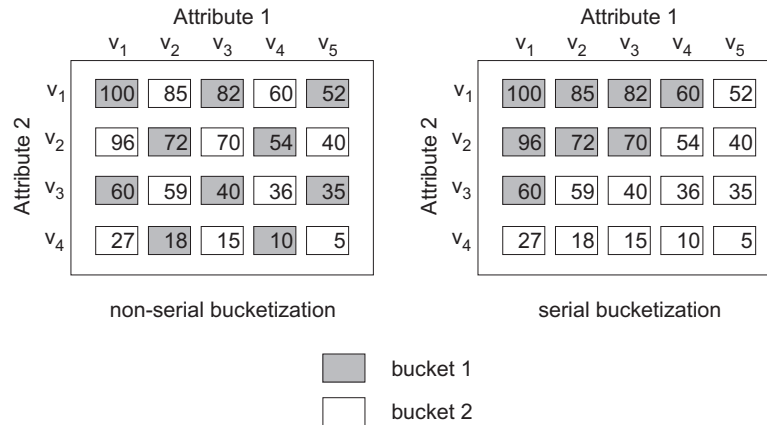 Attribute 1
v1 v2 v3 v4 v5
Attribute 2
v1 100 85 82 60 52
v2 96 72 70 54 40
v3 60 59 40 36 35
v4 27 18 15 10 5
non-serial bucketization
Attribute 1
v1 v2 v3 v4 v5
Attribute 2
v1 100 85 82 60 52
v2 96 72 70 54 40
v3 60 59 40 36 35
v4 27 18 15 10 5
serial bucketization
bucket 1
bucket 2